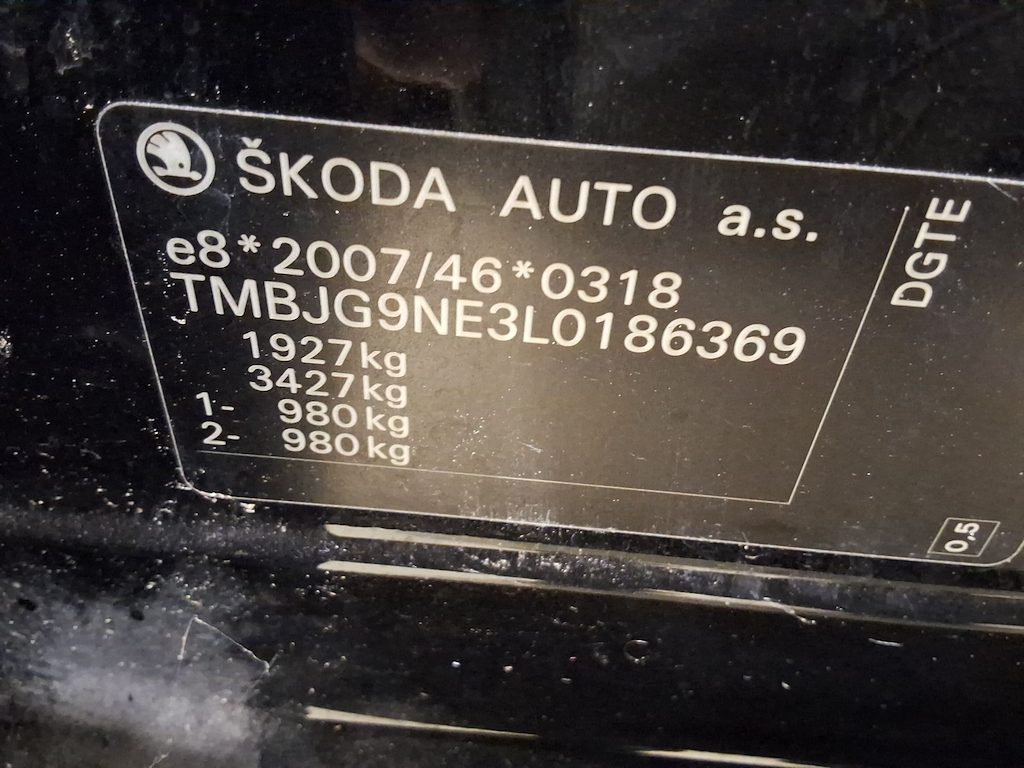 ŠKODA AUTO a.s.
e8*2007/46*0318
TMBJG9NE3L0186369
1927kg
3427kg
1- 980kg
2- 980kg
DGTE
0,5